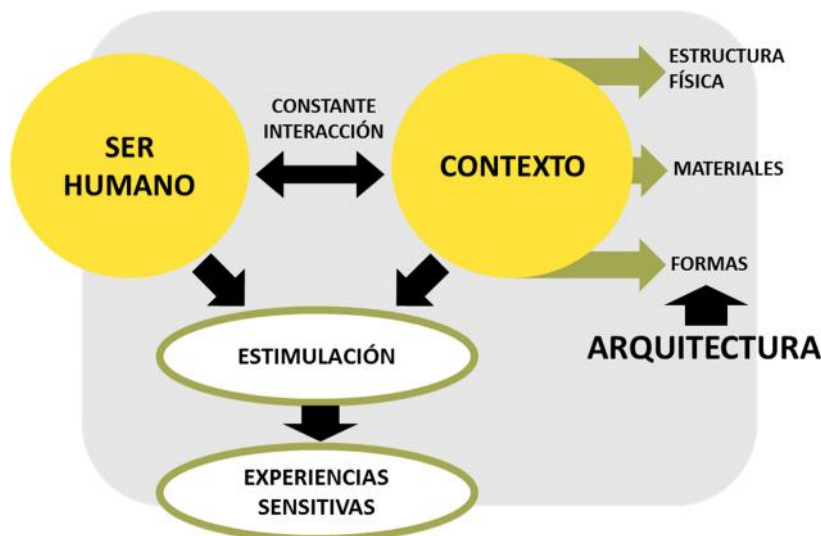 SER
HUMANO
CONSTANTE
INTERACCIÓN
CONTEXTO
ESTRUCTURA
FÍSICA
MATERIALES
FORMAS
ARQUITECTURA
ESTIMULACIÓN
EXPERIENCIAS
SENSITIVAS